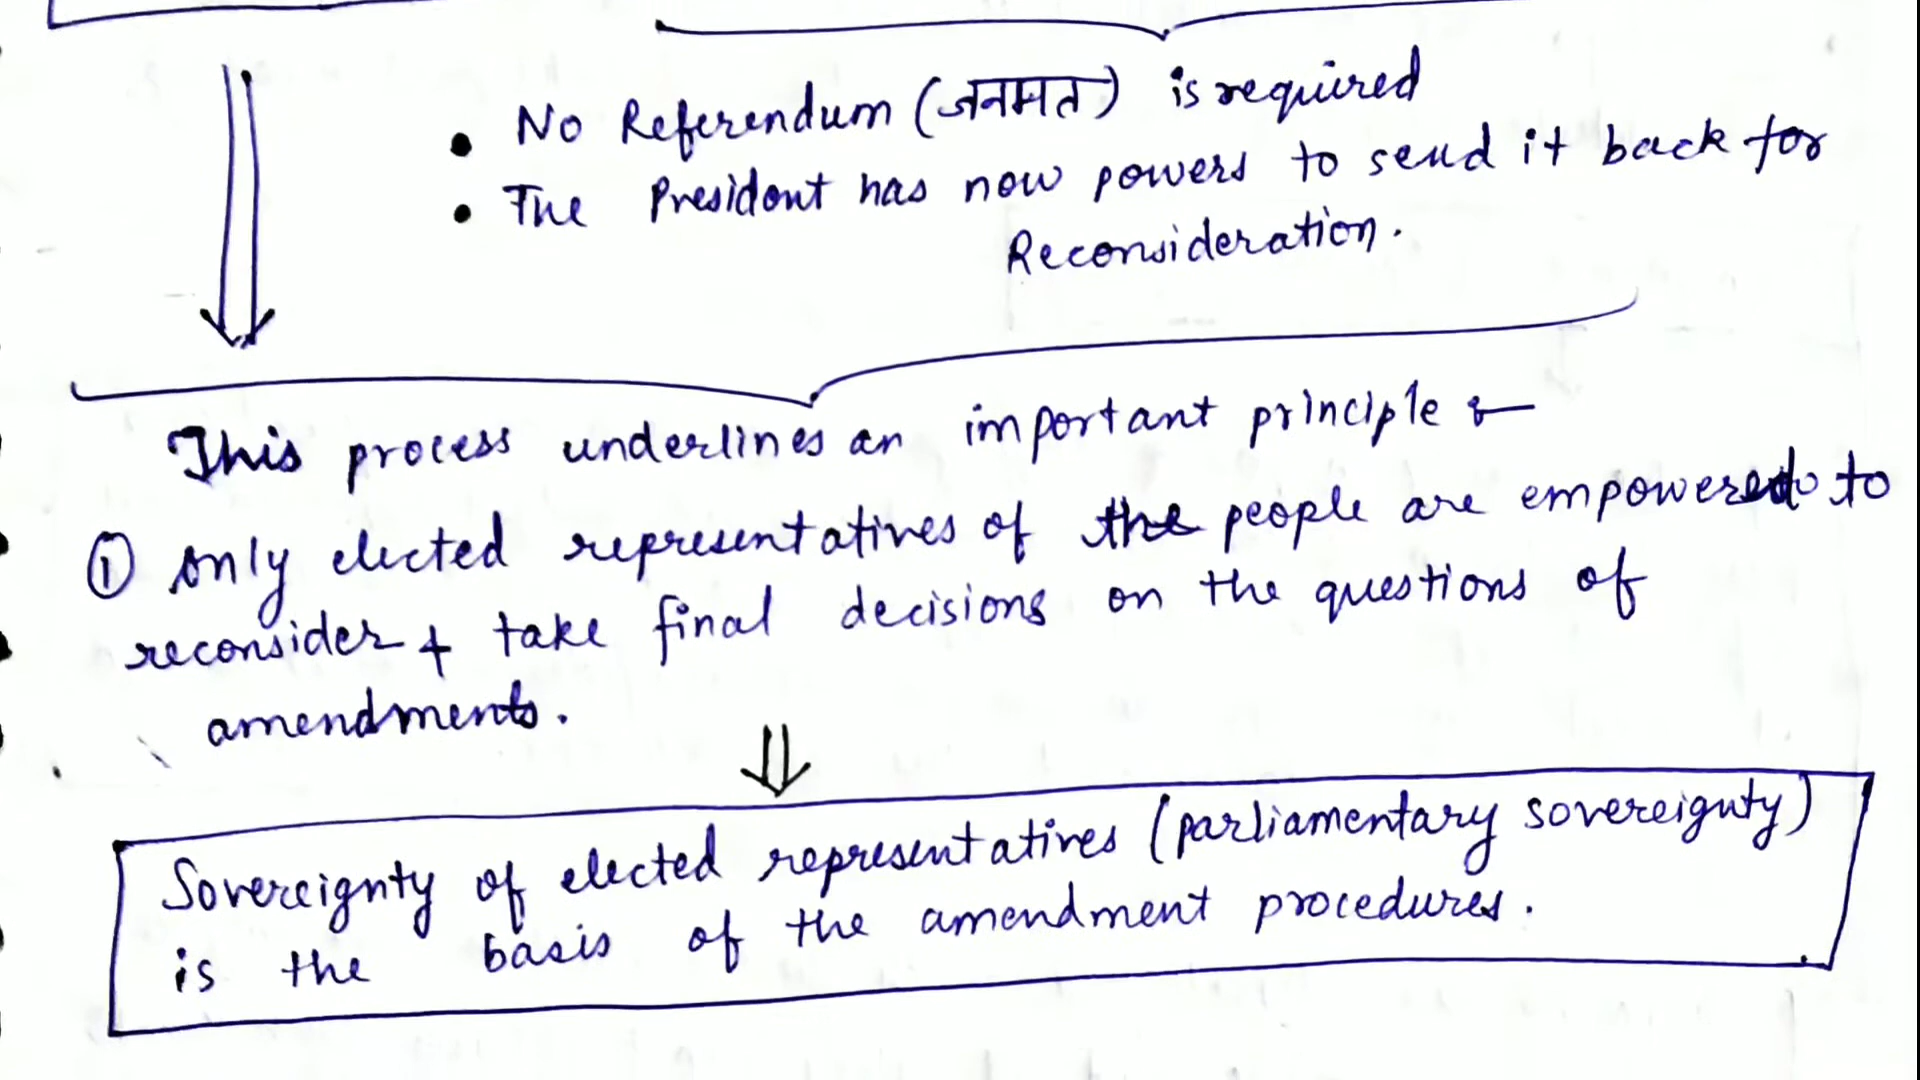 • No Referendum (जनमत) is required
• The President has now powers to send it back for
Reconsideration.
This process underlines an important principle :-
① only elected representatives of the people are empowered to
reconsider + take final decisions on the questions of
amendments.
Sovereignty of elected representatives (parliamentary sovereignty)
is the basis of the amendment procedures.